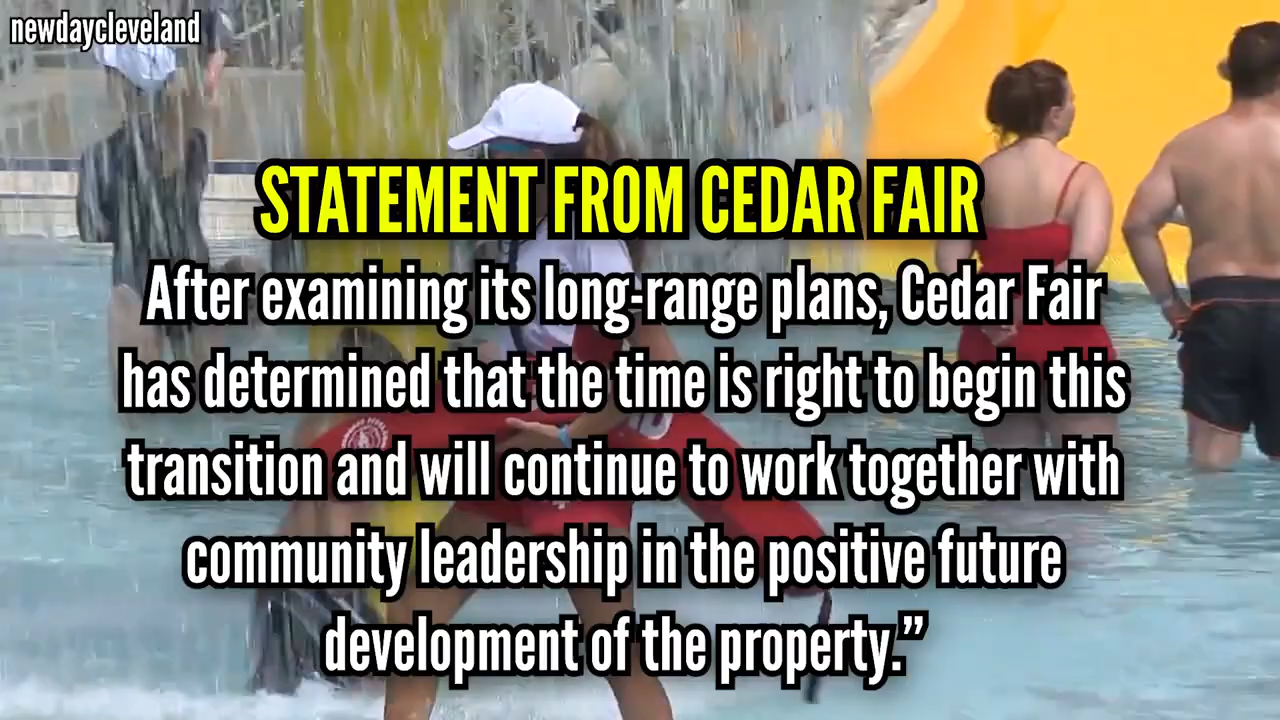 newdaycleveland
STATEMENT FROM CEDAR FAIR
After examining its long-range plans, Cedar Fair
has determined that the time is right to begin this
transition and will continue to work together with
community leadership in the positive future
development of the property.”